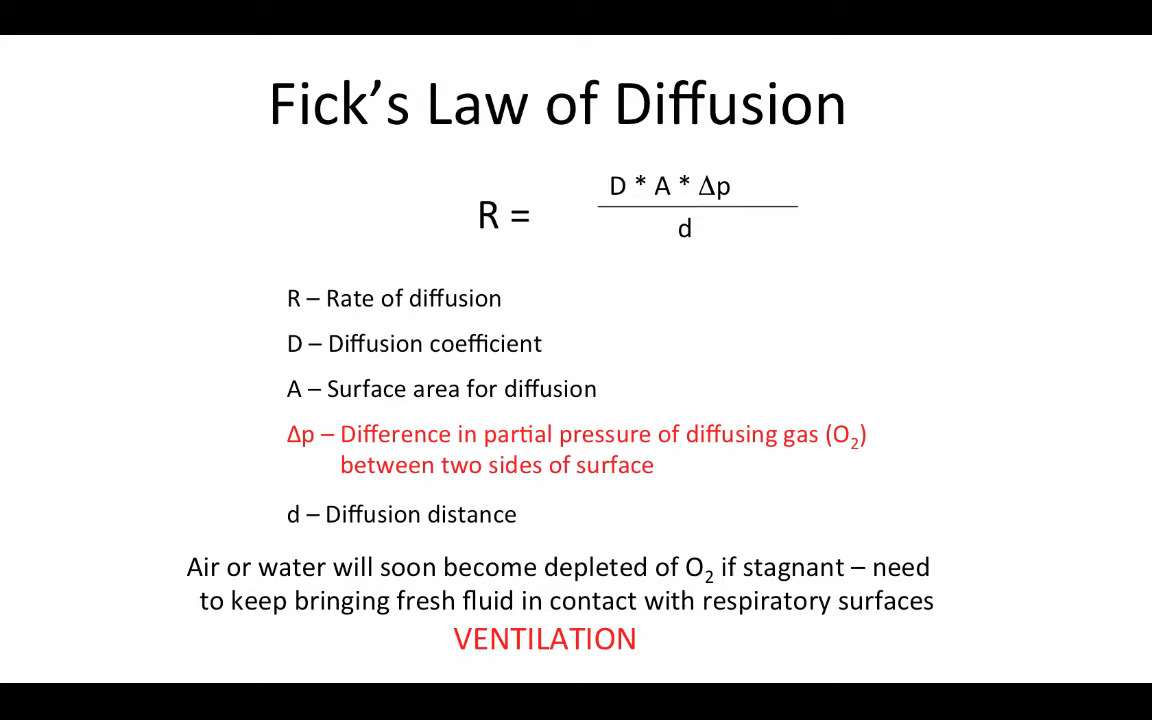 Fick’s Law of Diffusion
D * A * Δp
R =
d
R – Rate of diffusion
D – Diffusion coefficient
A – Surface area for diffusion
Δp – Difference in partial pressure of diffusing gas (O₂)
between two sides of surface
d – Diffusion distance
Air or water will soon become depleted of O₂ if stagnant – need
to keep bringing fresh fluid in contact with respiratory surfaces
VENTILATION